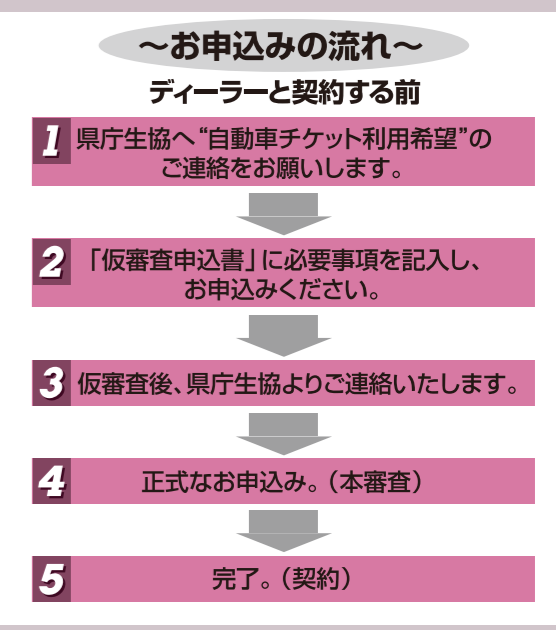 ～お申込みの流れ～
ディーラーと契約する前
1 県庁生協へ“自動車チケット利用希望”の
ご連絡をお願いします。
2 「仮審査申込書」に必要事項を記入し、
お申込みください。
3 仮審査後、県庁生協よりご連絡いたします。
4 正式なお申込み。（本審査）
5 完了。（契約）